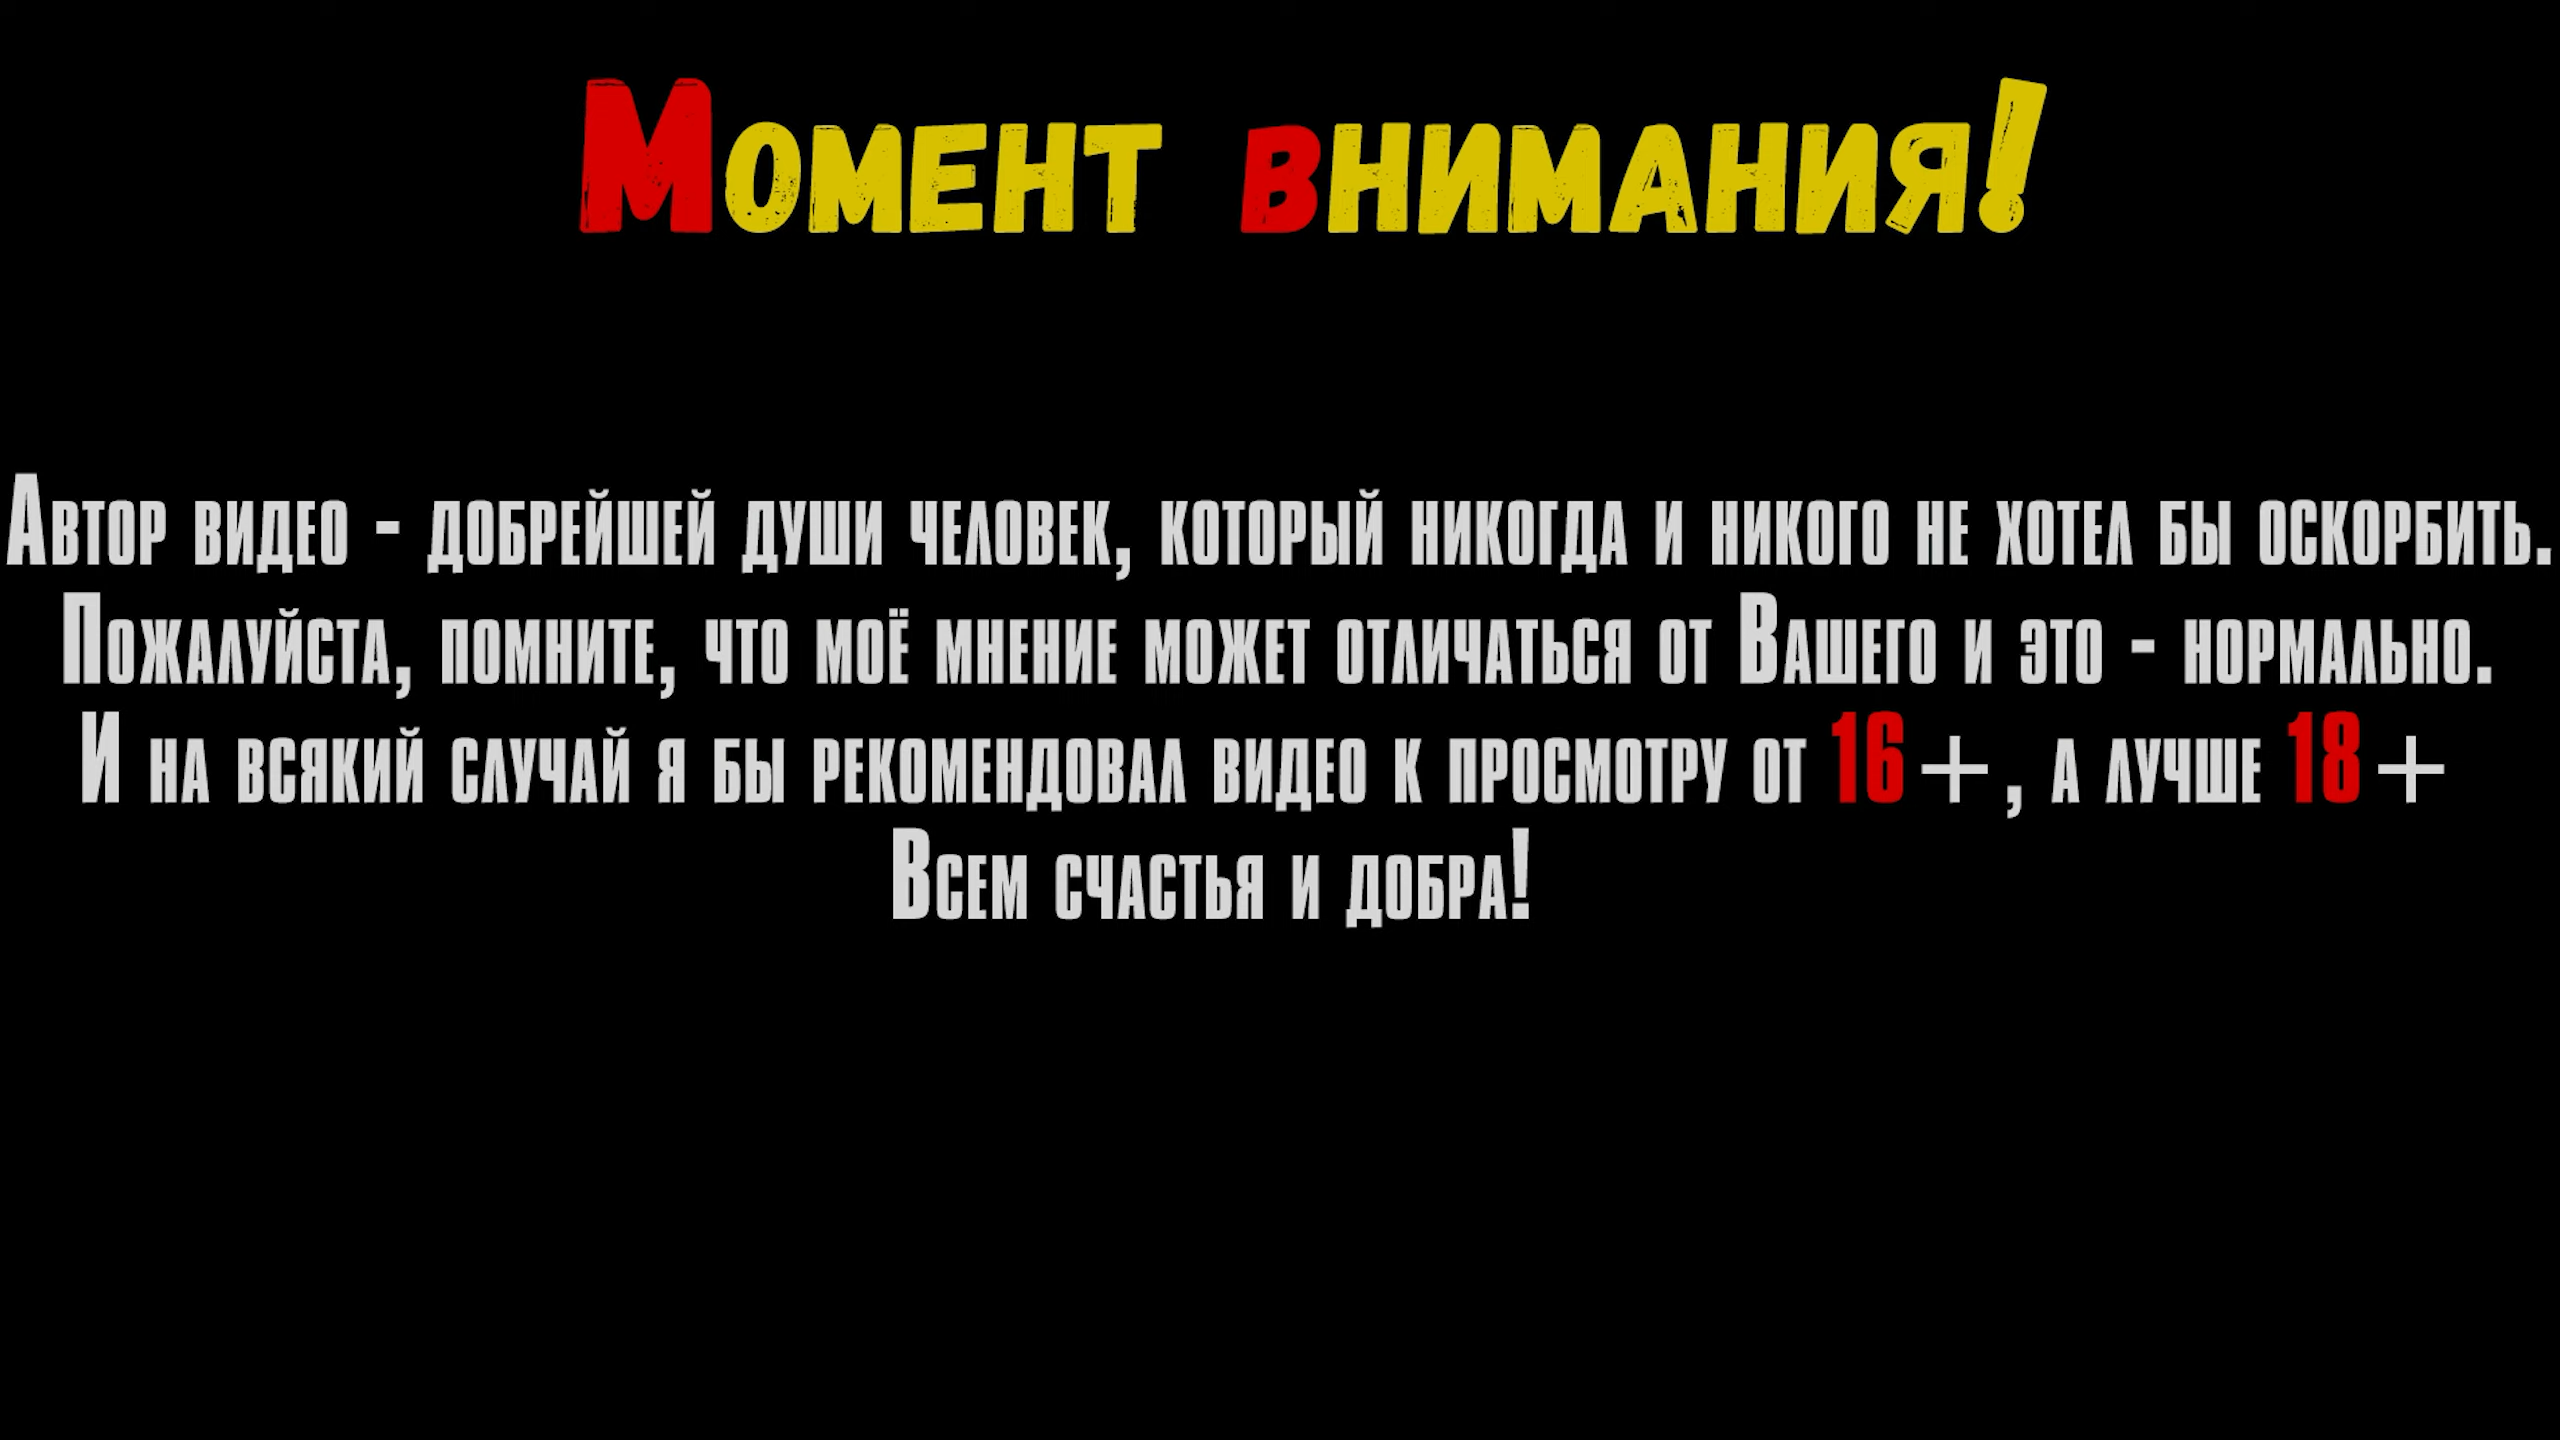 Момент внимания!
Автор видео - добрейшей души человек, который никогда и никого не хотел бы оскорбить.
Пожалуйста, помните, что моё мнение может отличаться от Вашего и это - нормально.
И на всякий случай я бы рекомендовал видео к просмотру от 16+, а лучше 18+
Всем счастья и добра!